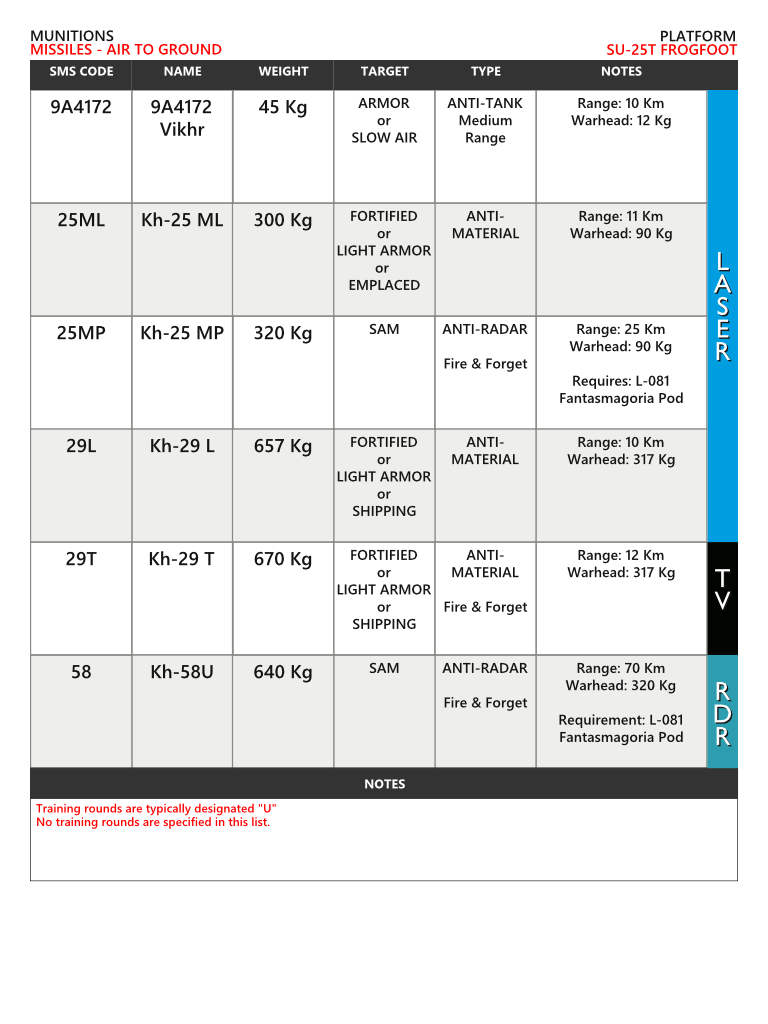 MUNITIONS
PLATFORM
MISSILES - AIR TO GROUND
SU-25T FROGFOOT
SMS CODE NAME WEIGHT TARGET TYPE NOTES
9A4172
9A4172
Vikhr
45 Kg
ARMOR
or
SLOW AIR
ANTI-TANK
Medium
Range
Range: 10 Km
Warhead: 12 Kg
25ML
Kh-25 ML
300 Kg
FORTIFIED
or
LIGHT ARMOR
or
EMPLACED
ANTI-
MATERIAL
Range: 11 Km
Warhead: 90 Kg
25MP
Kh-25 MP
320 Kg
SAM
ANTI-RADAR
Fire & Forget
Range: 25 Km
Warhead: 90 Kg
Requires: L-081
Fantasmagoria Pod
29L
Kh-29 L
657 Kg
FORTIFIED
or
LIGHT ARMOR
or
SHIPPING
ANTI-
MATERIAL
Range: 10 Km
Warhead: 317 Kg
LASER
29T
Kh-29 T
670 Kg
FORTIFIED
or
LIGHT ARMOR
or
SHIPPING
ANTI-
MATERIAL
Fire & Forget
Range: 12 Km
Warhead: 317 Kg
TV
58
Kh-58U
640 Kg
SAM
ANTI-RADAR
Fire & Forget
Range: 70 Km
Warhead: 320 Kg
Requirement: L-081
Fantasmagoria Pod
RDR
NOTES
Training rounds are typically designated "U"
No training rounds are specified in this list.